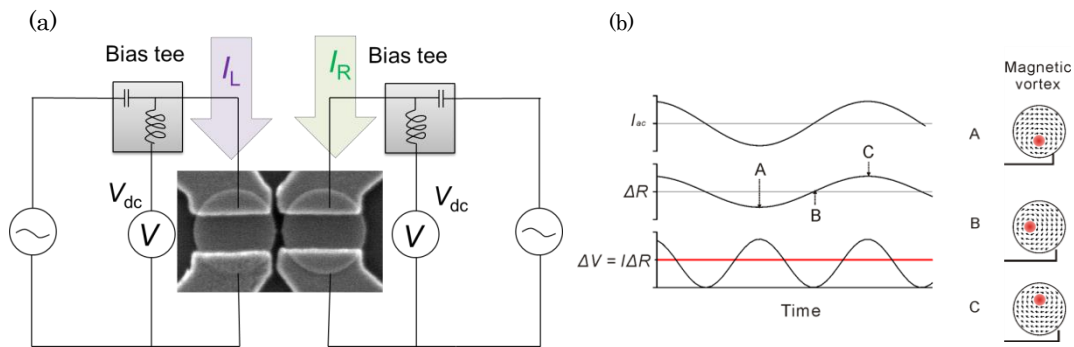 (a)
Bias tee
I_L
I_R
Bias tee
V_dc
V
V_dc
V
(b)
I_ac
ΔR
A
B
C
ΔV = IΔR
Time
Magnetic
vortex
A
B
C